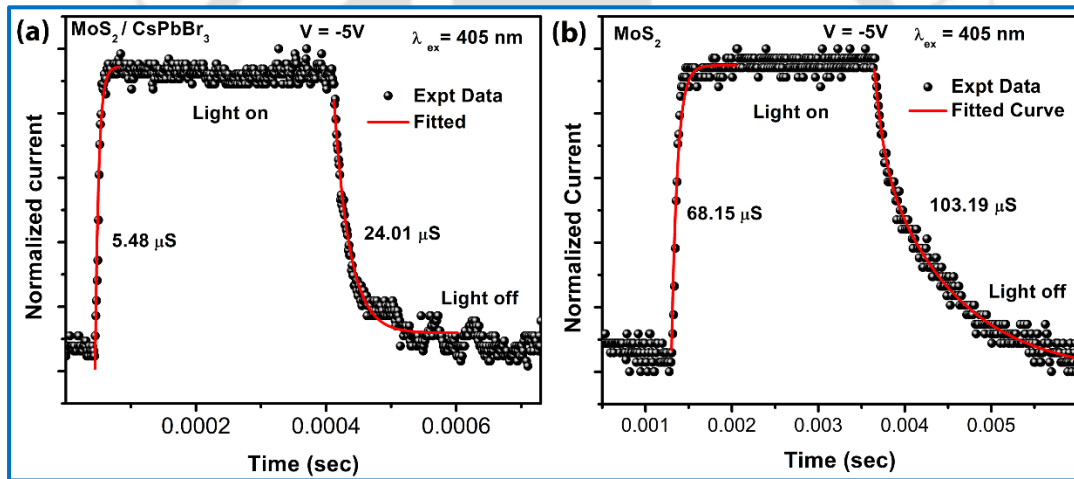 (a)
MoS2 / CsPbBr3
V = -5V
λex = 405 nm
Expt Data
Fitted
Light on
5.48 μS
24.01 μS
Light off
Normalized current
0.0002
0.0004
0.0006
Time (sec)
(b)
MoS2
V = -5V
λex = 405 nm
Expt Data
Fitted Curve
Light on
68.15 μS
103.19 μS
Light off
Normalized Current
0.001
0.002
0.003
0.004
0.005
Time (sec)